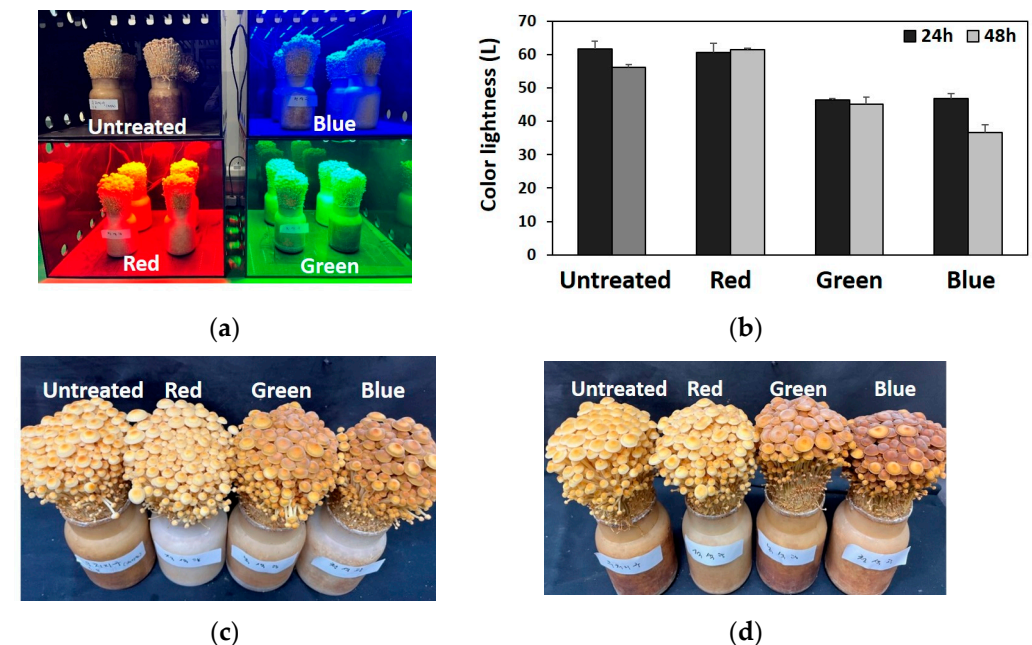 Untreated
Blue
Red
Green
(a)
Color lightness (L)
70
60
50
40
30
20
10
0
24h 48h
Untreated Red Green Blue
(b)
Untreated Red Green Blue
(c)
Untreated Red Green Blue
(d)